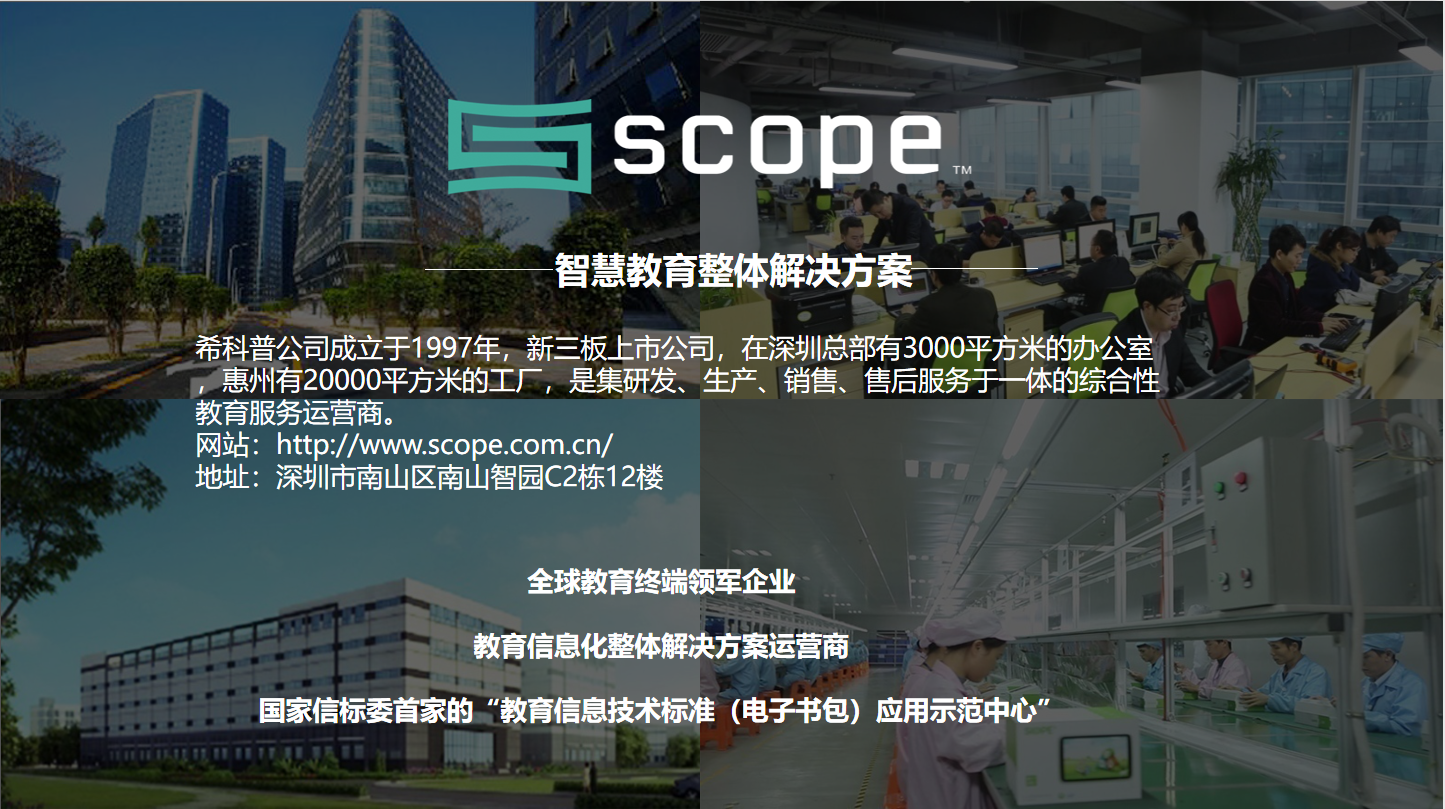 scope
TM
智慧教育整体解决方案
希科普公司成立于1997年，新三板上市公司，在深圳总部有3000平方米的办公室
，惠州有20000平方米的工厂，是集研发、生产、销售、售后服务于一体的综合性
教育服务运营商。
网站：http://www.scope.com.cn/
地址：深圳市南山区南山智园C2栋12楼
全球教育终端领军企业
教育信息化整体解决方案运营商
国家信标委首家的“教育信息技术标准（电子书包）应用示范中心”